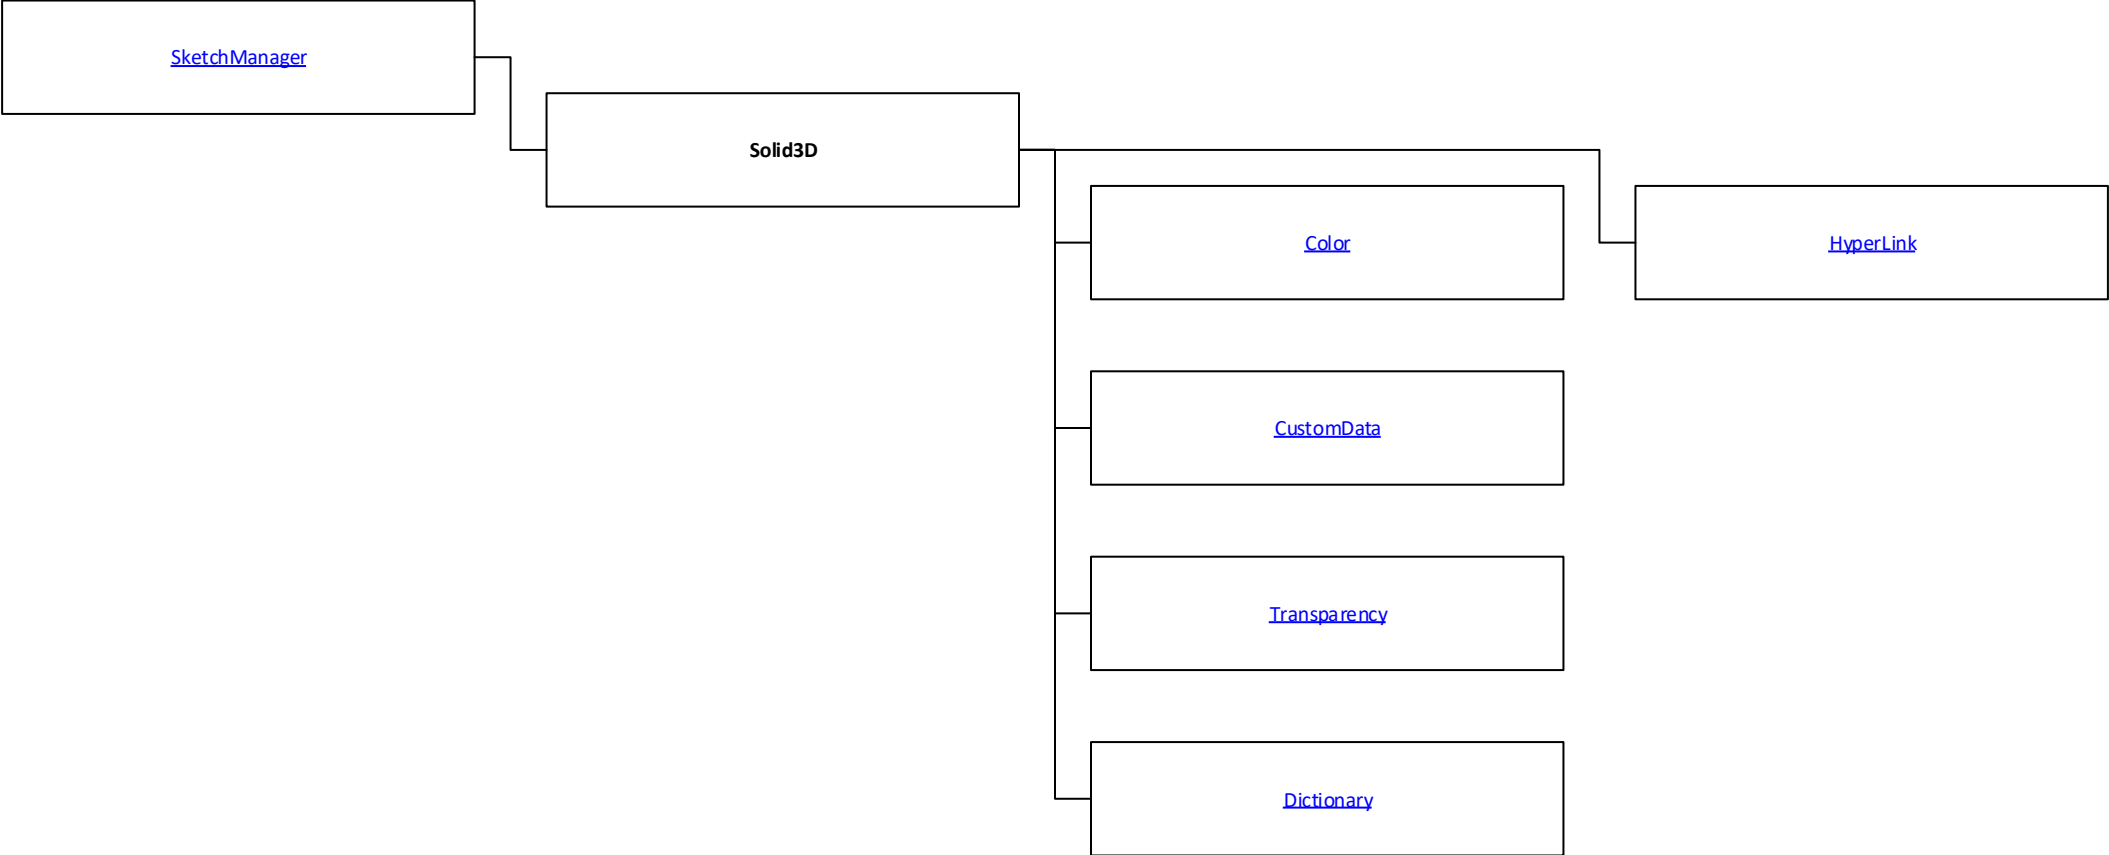 SketchManager
Solid3D
Color
HyperLink
CustomData
Transparency
Dictionary